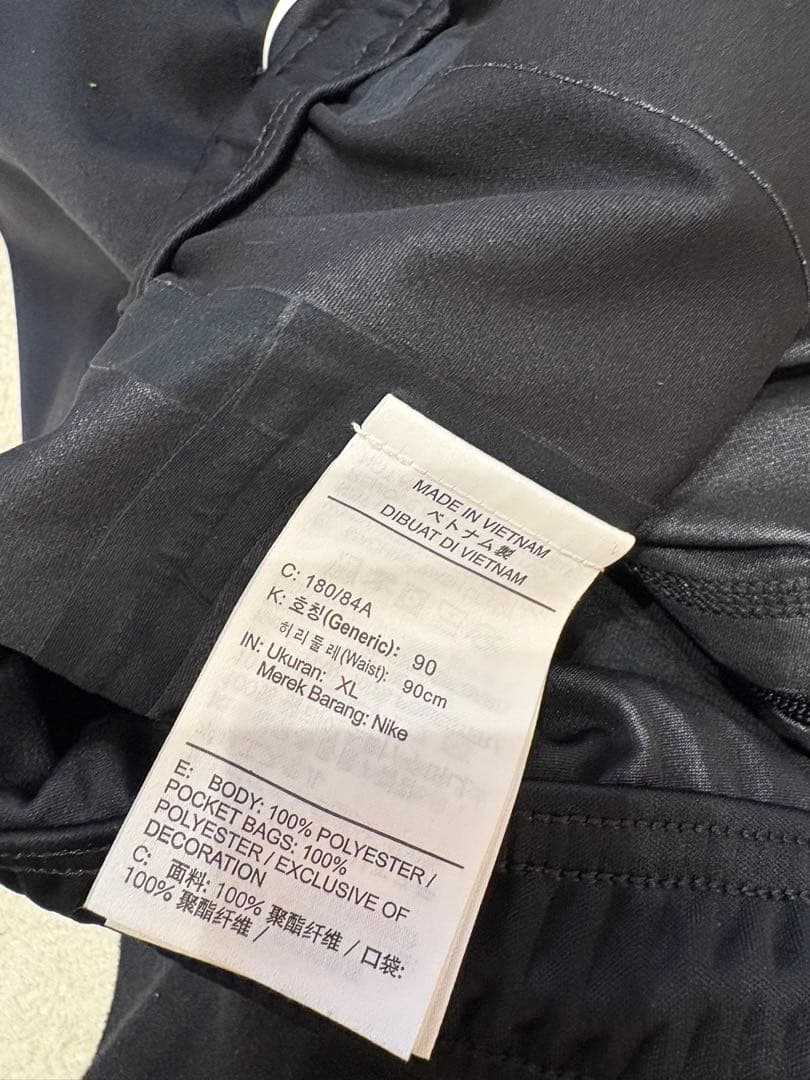 MADE IN VIETNAM
ベトナム製
DIBUAT DI VIETNAM
C: 180/84A
K: 호칭(Generic): 90
허리둘레(Waist): 90cm
IN: Ukuran: XL
Merek Barang: Nike
E: BODY: 100% POLYESTER /
POCKET BAGS: 100%
POLYESTER / EXCLUSIVE OF
DECORATION
C: 面料: 100% 聚酯纤维 / 口袋:
100% 聚酯纤维 /